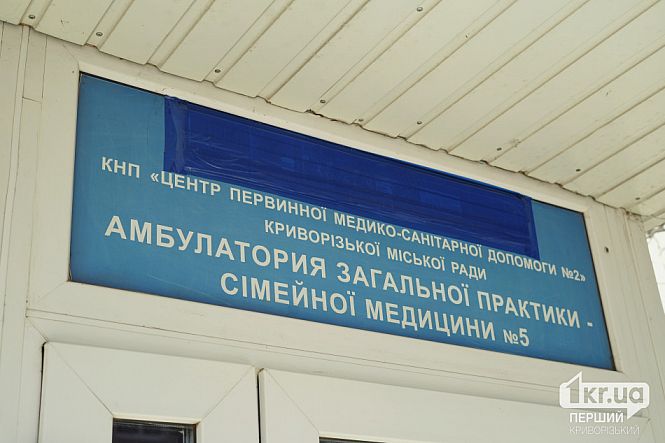 КНП «ЦЕНТР ПЕРВИННОЇ МЕДИКО-САНІТАРНОЇ ДОПОМОГИ №2»
КРИВОРІЗЬКОЇ МІСЬКОЇ РАДИ
АМБУЛАТОРИЯ ЗАГАЛЬНОЇ ПРАКТИКИ -
СІМЕЙНОЇ МЕДИЦИНИ №5
1kr.ua
ПЕРШИЙ
КРИВОРІЗЬКИЙ